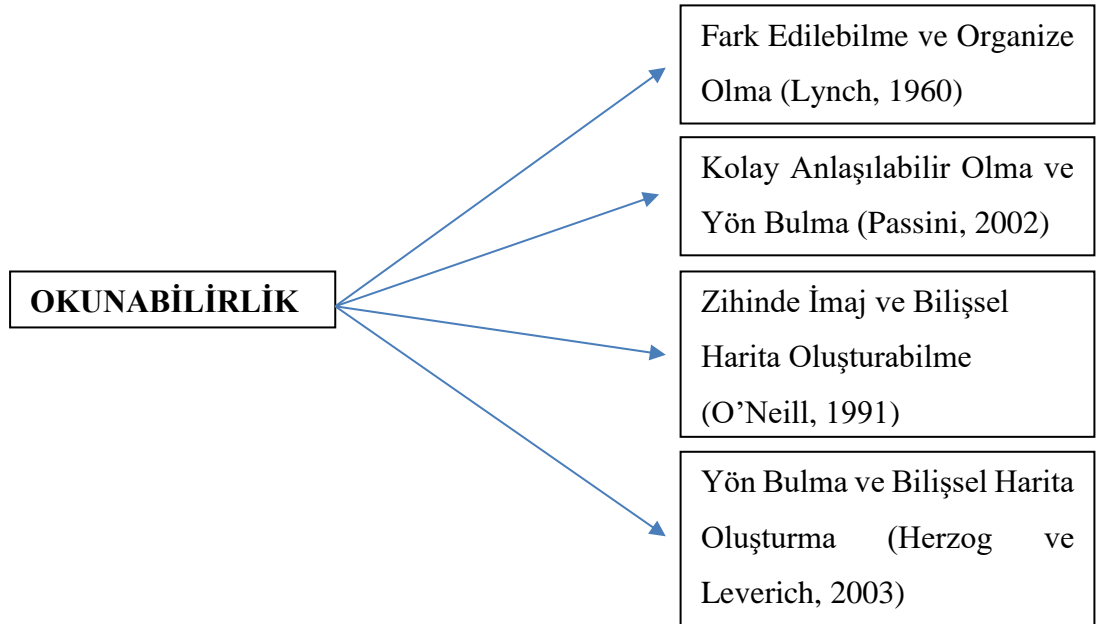 Fark Edilebilme ve Organize
Olma (Lynch, 1960)
Kolay Anlaşılabilir Olma ve
Yön Bulma (Passini, 2002)
OKUNABİLİRLİK
Zihinde İmaj ve Bilişsel
Harita Oluşturabilme
(O’Neill, 1991)
Yön Bulma ve Bilişsel Harita
Oluşturma (Herzog ve
Leverich, 2003)